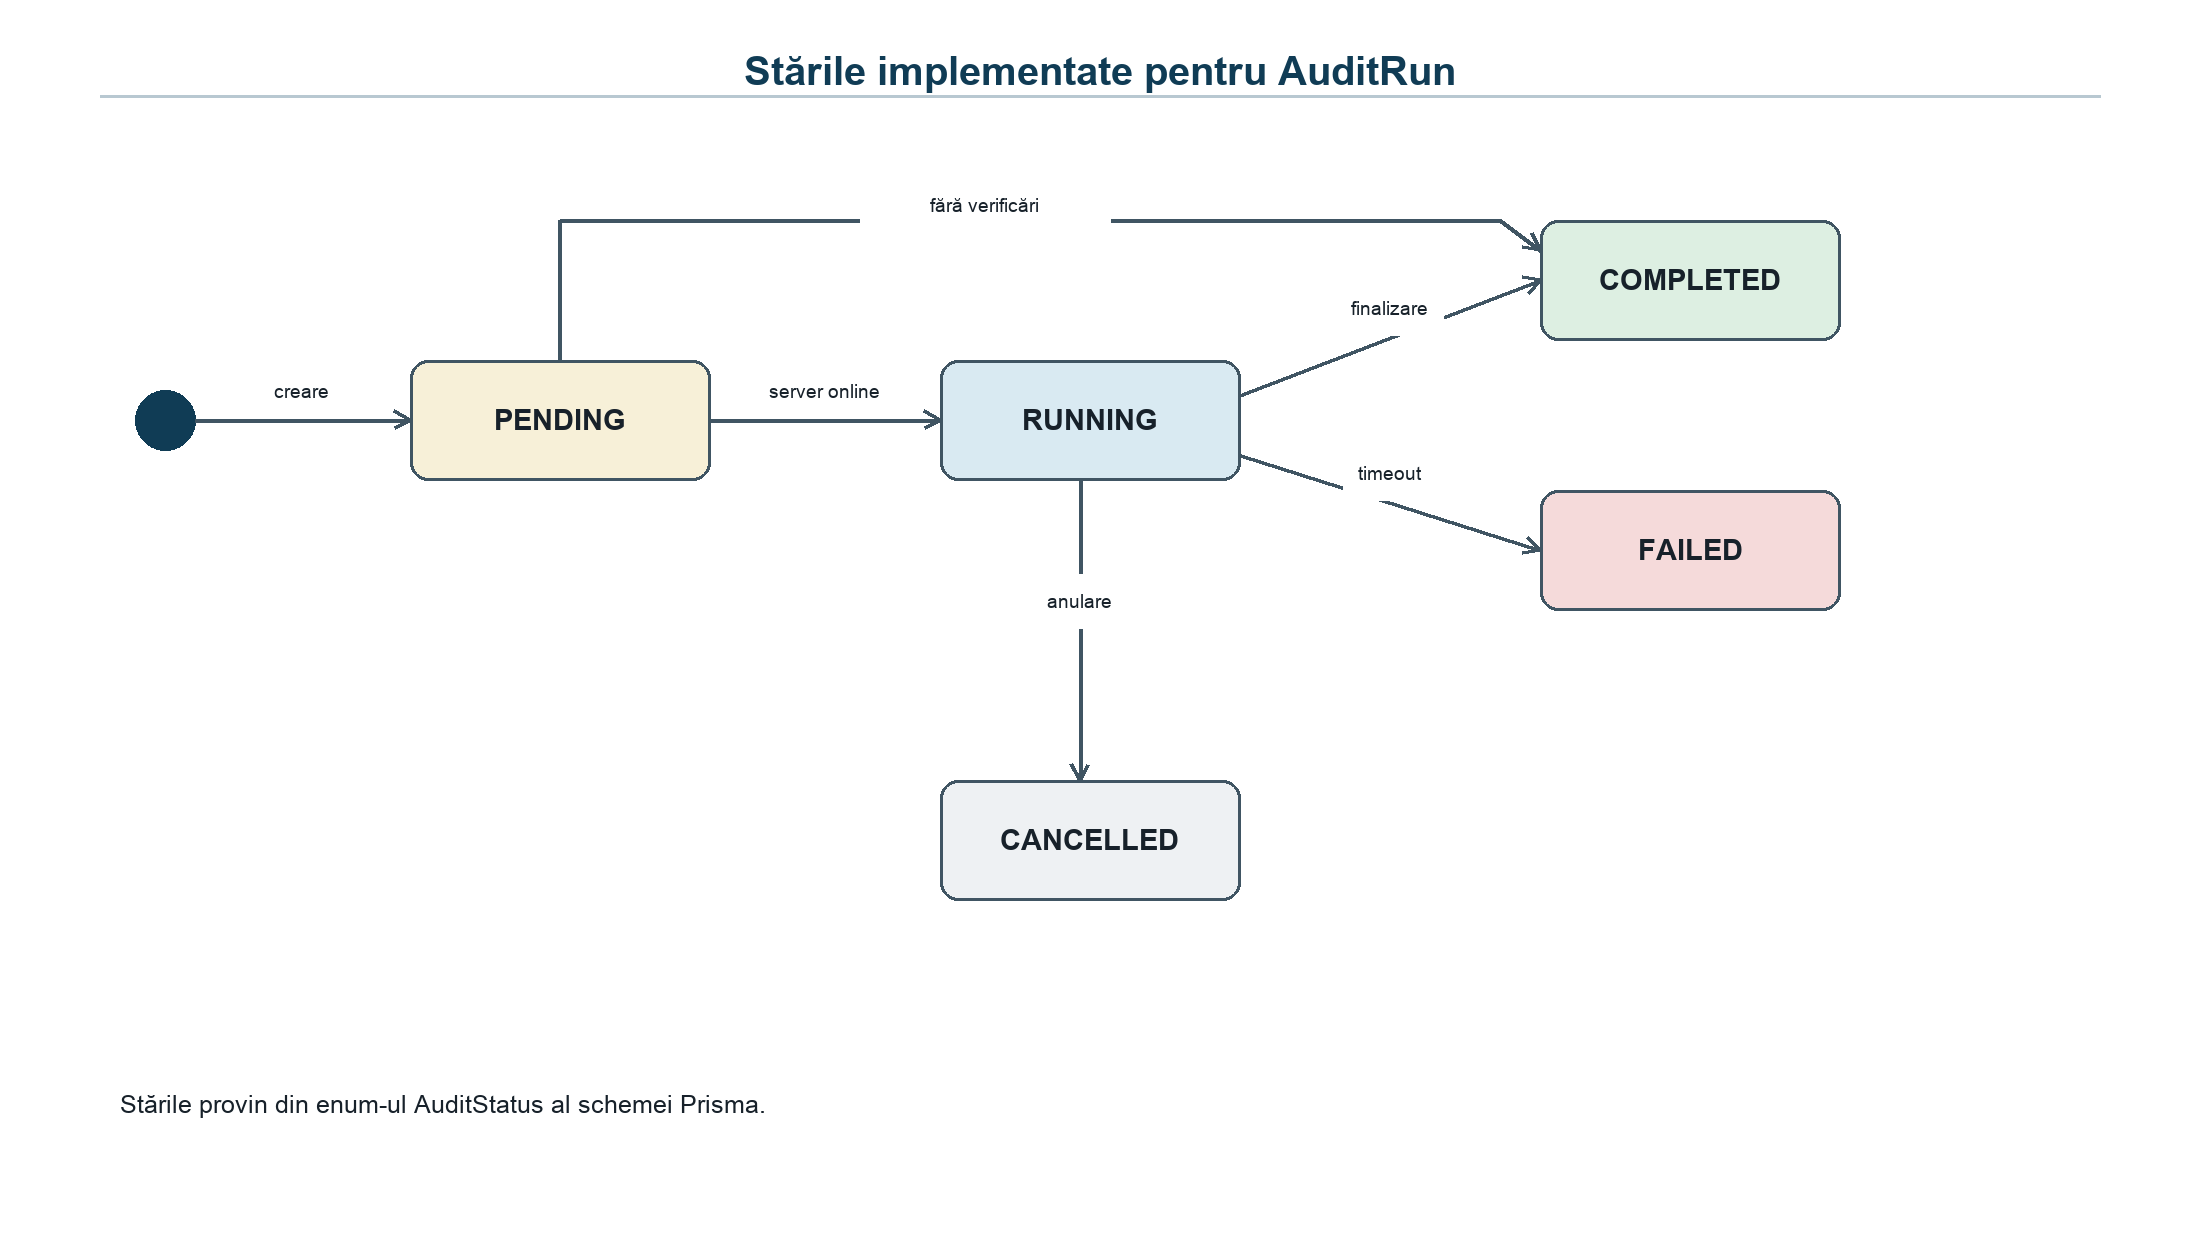 Stările implementate pentru AuditRun
fără verificări
COMPLETED
finalizare
creare
PENDING
server online
RUNNING
timeout
FAILED
anulare
CANCELLED
Stările provin din enum-ul AuditStatus al schemei Prisma.